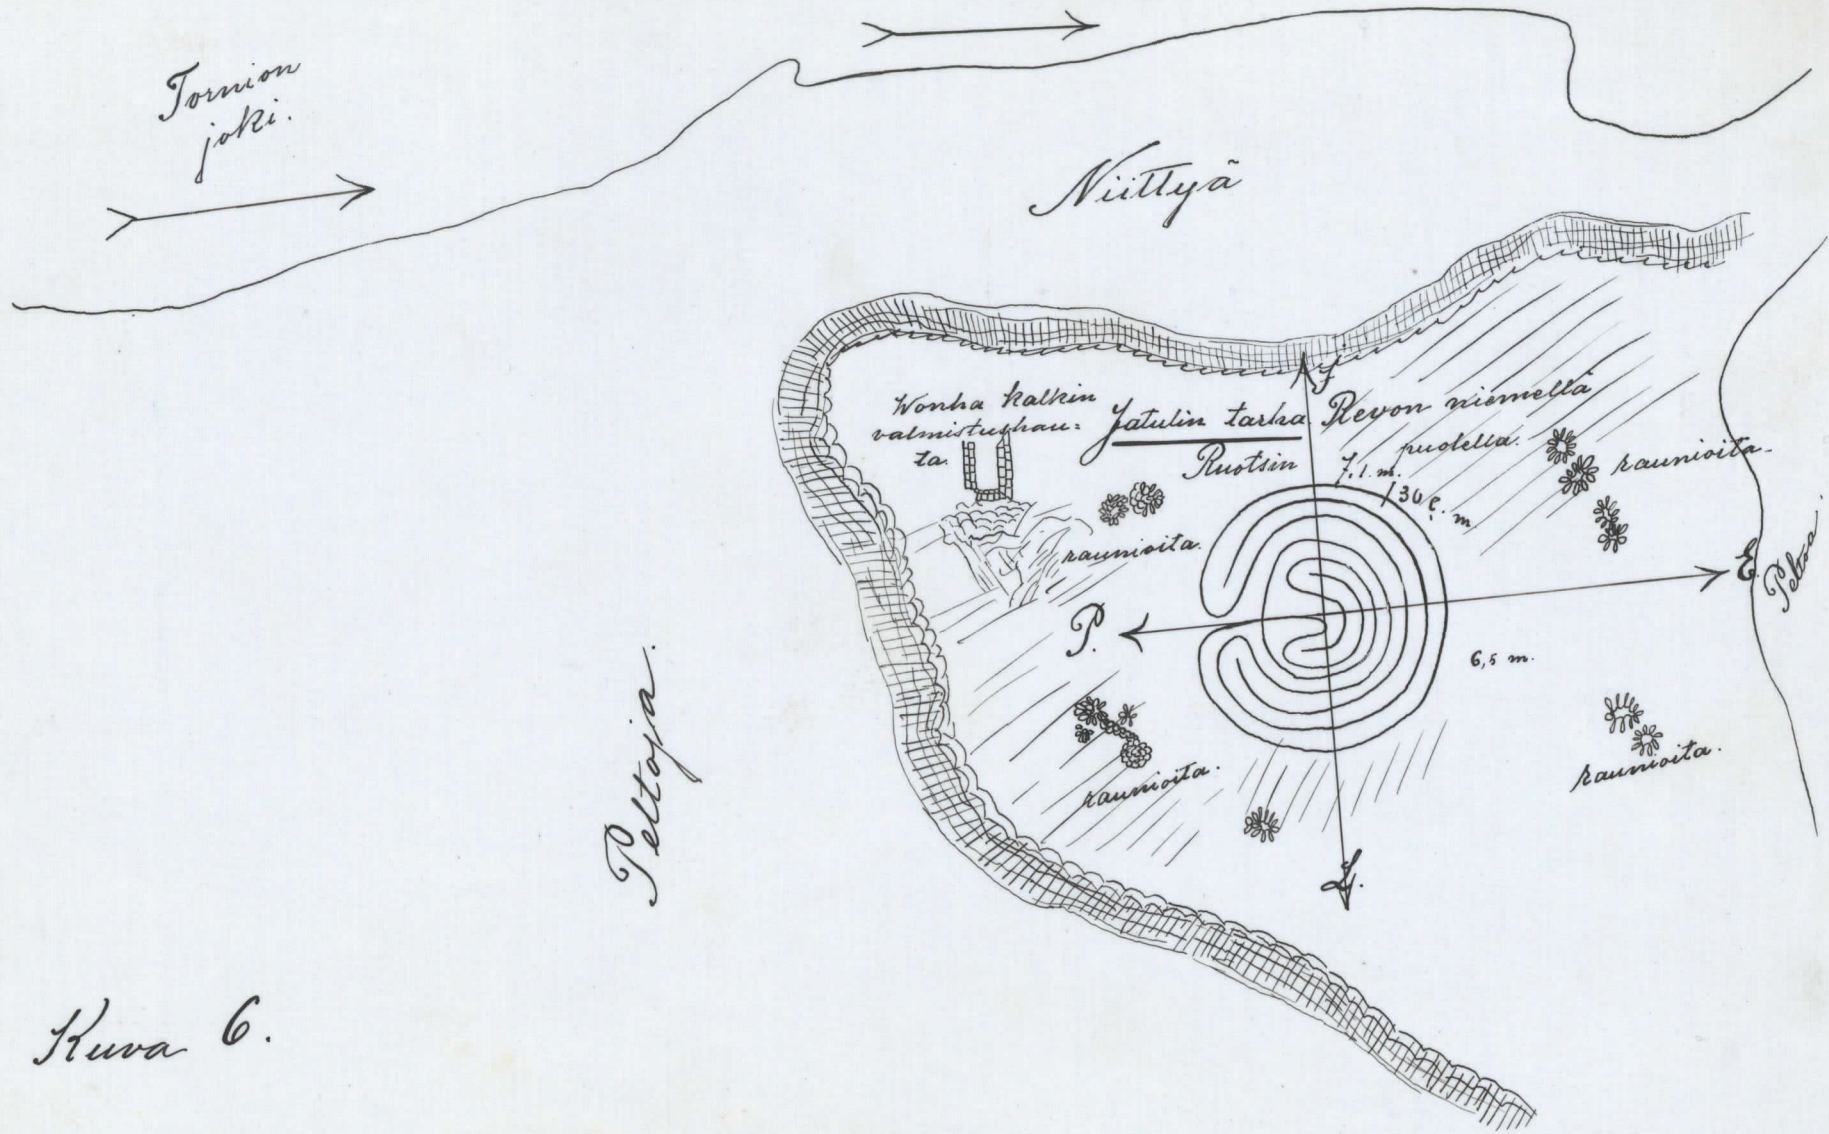 Tornion
joki.
Niittyä
Wanha kalkin
valmistushau=
ta.
Jatulin tarha Revon niemellä
Ruotsin puolella.
I.
7.1. m.
30 c. m
raunioita.
raunioita.
E.
Peltoa.
P.
6,5 m.
Peltoja.
raunioita.
raunioita.
L.
Kuva 6.